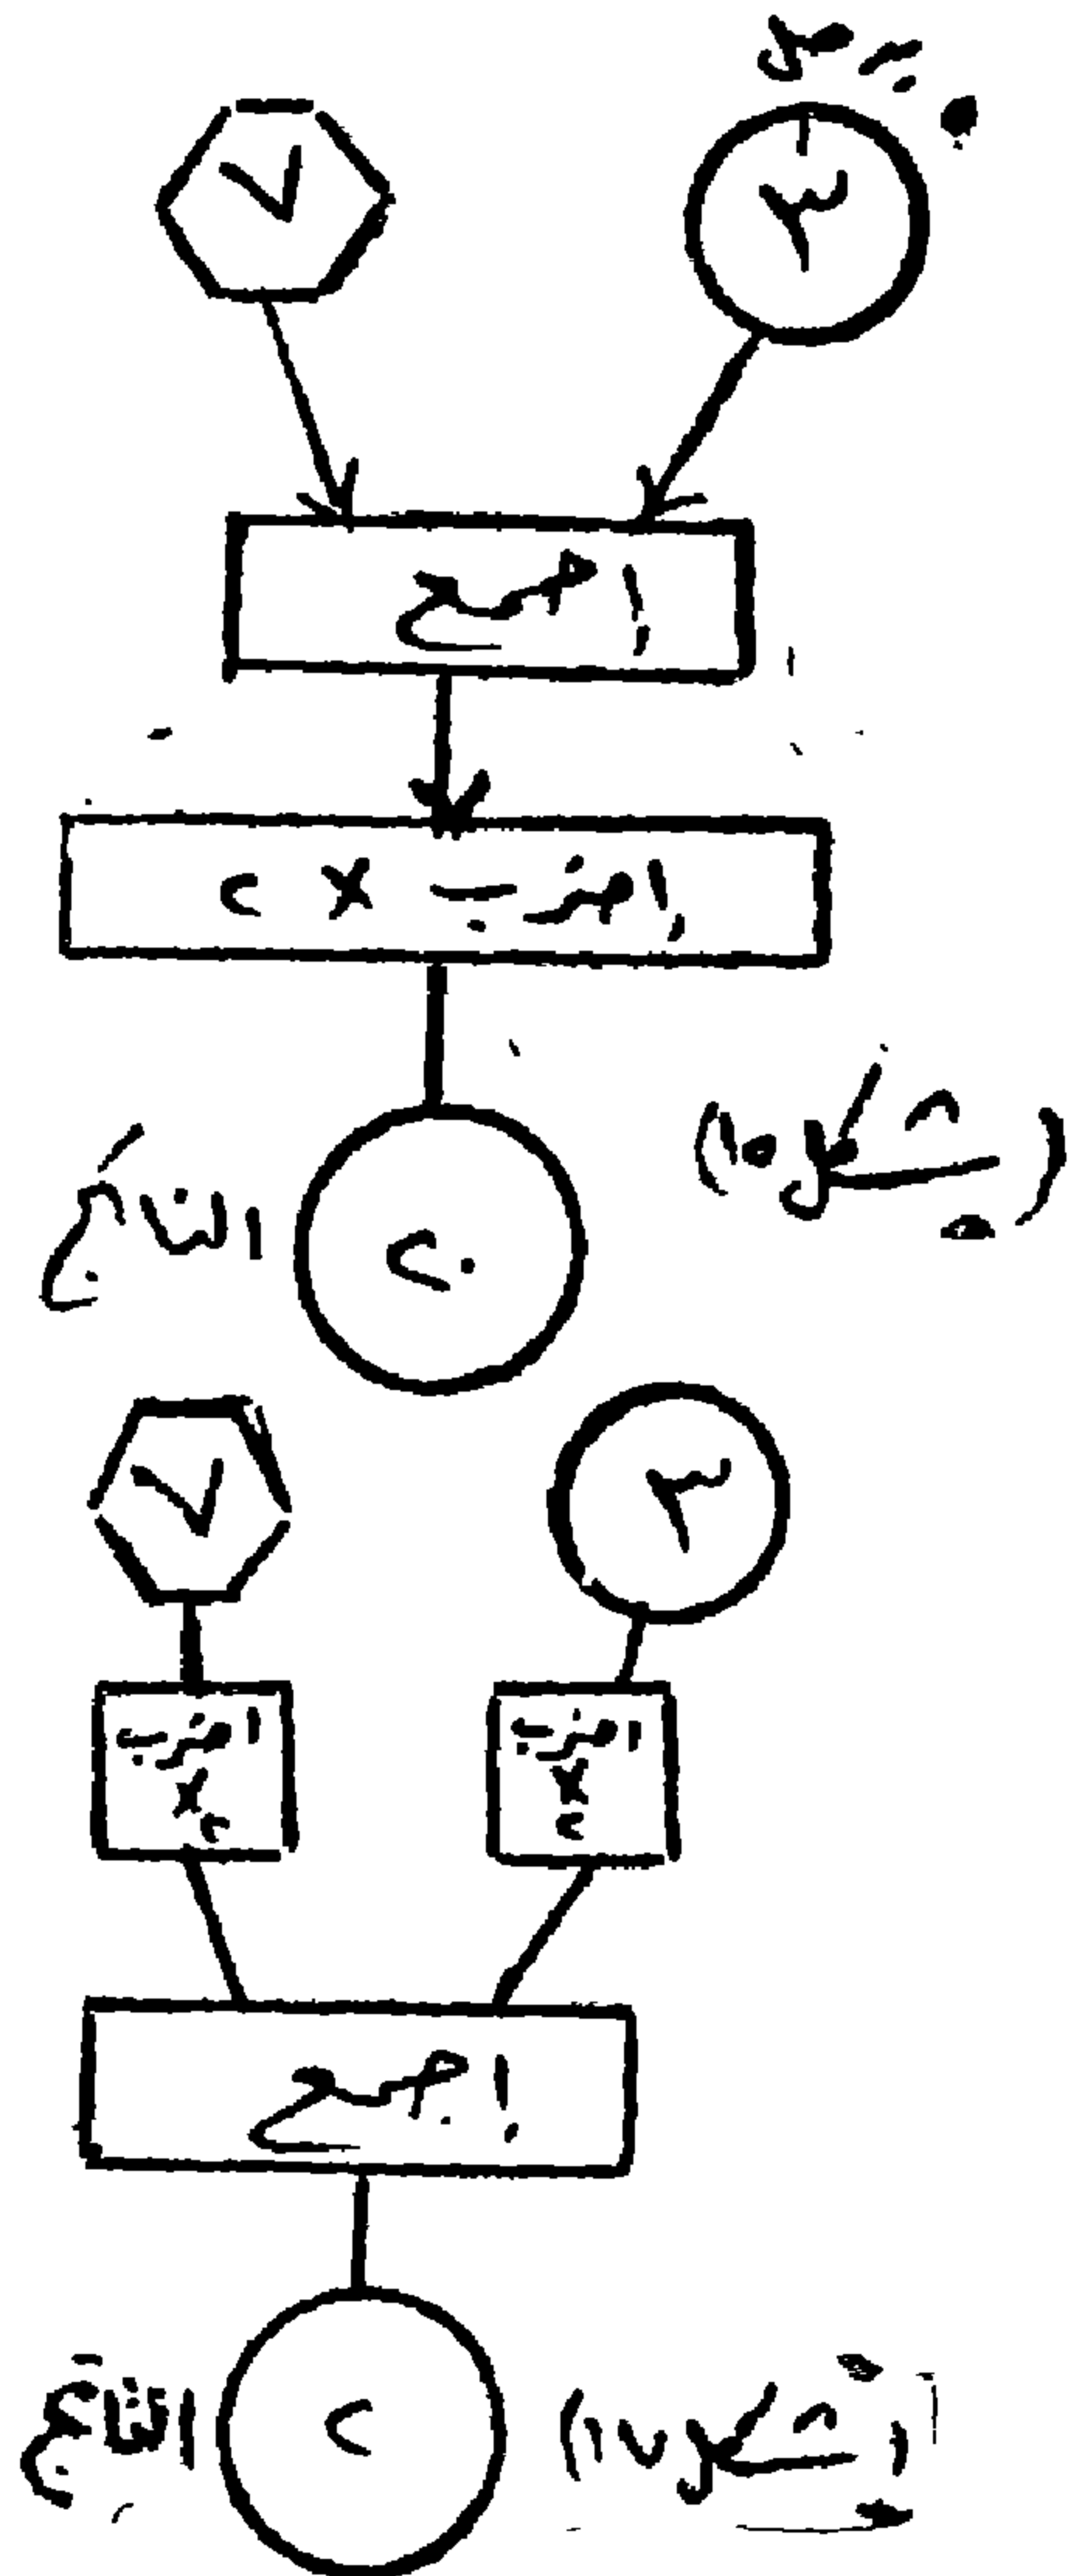 ٣ ٧
اجمع
اضرب × ٢
(شكل ١٥)
٢٠ الناتج
٣ ٧
اضرب × ٢ اضرب × ٢
اجمع
(شكل ١٧) ٢ الناتج